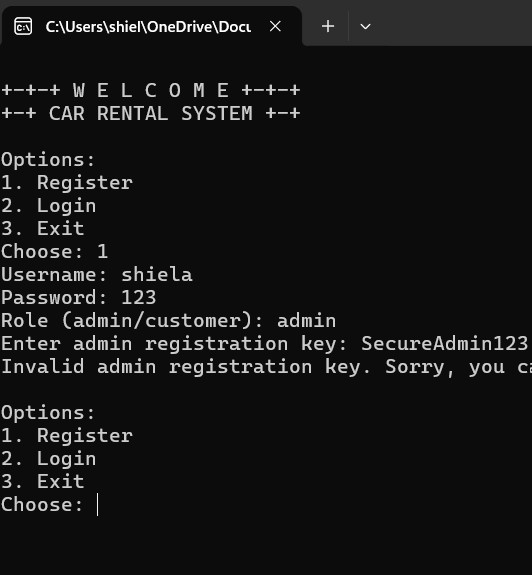 C:\Users\shiel\OneDrive\Docu
+-+-+ W E L C O M E +-+-+
+-+ CAR RENTAL SYSTEM +-+
Options:
1. Register
2. Login
3. Exit
Choose: 1
Username: shiela
Password: 123
Role (admin/customer): admin
Enter admin registration key: SecureAdmin123
Invalid admin registration key. Sorry, you ca
Options:
1. Register
2. Login
3. Exit
Choose: